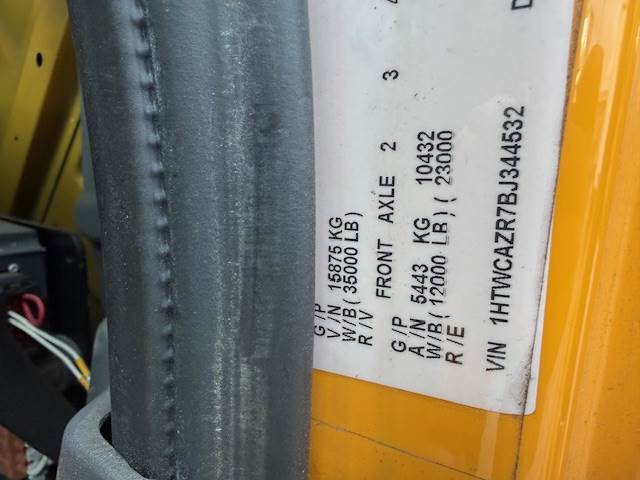 G/P
V/N 15875 KG
W/B(35000 LB)
R/V
FRONT AXLE 2 3
G/P
A/N 5443 KG 10432
W/B(12000 LB)( 23000
R/E
VIN 1HTWCAZR7BJ344532